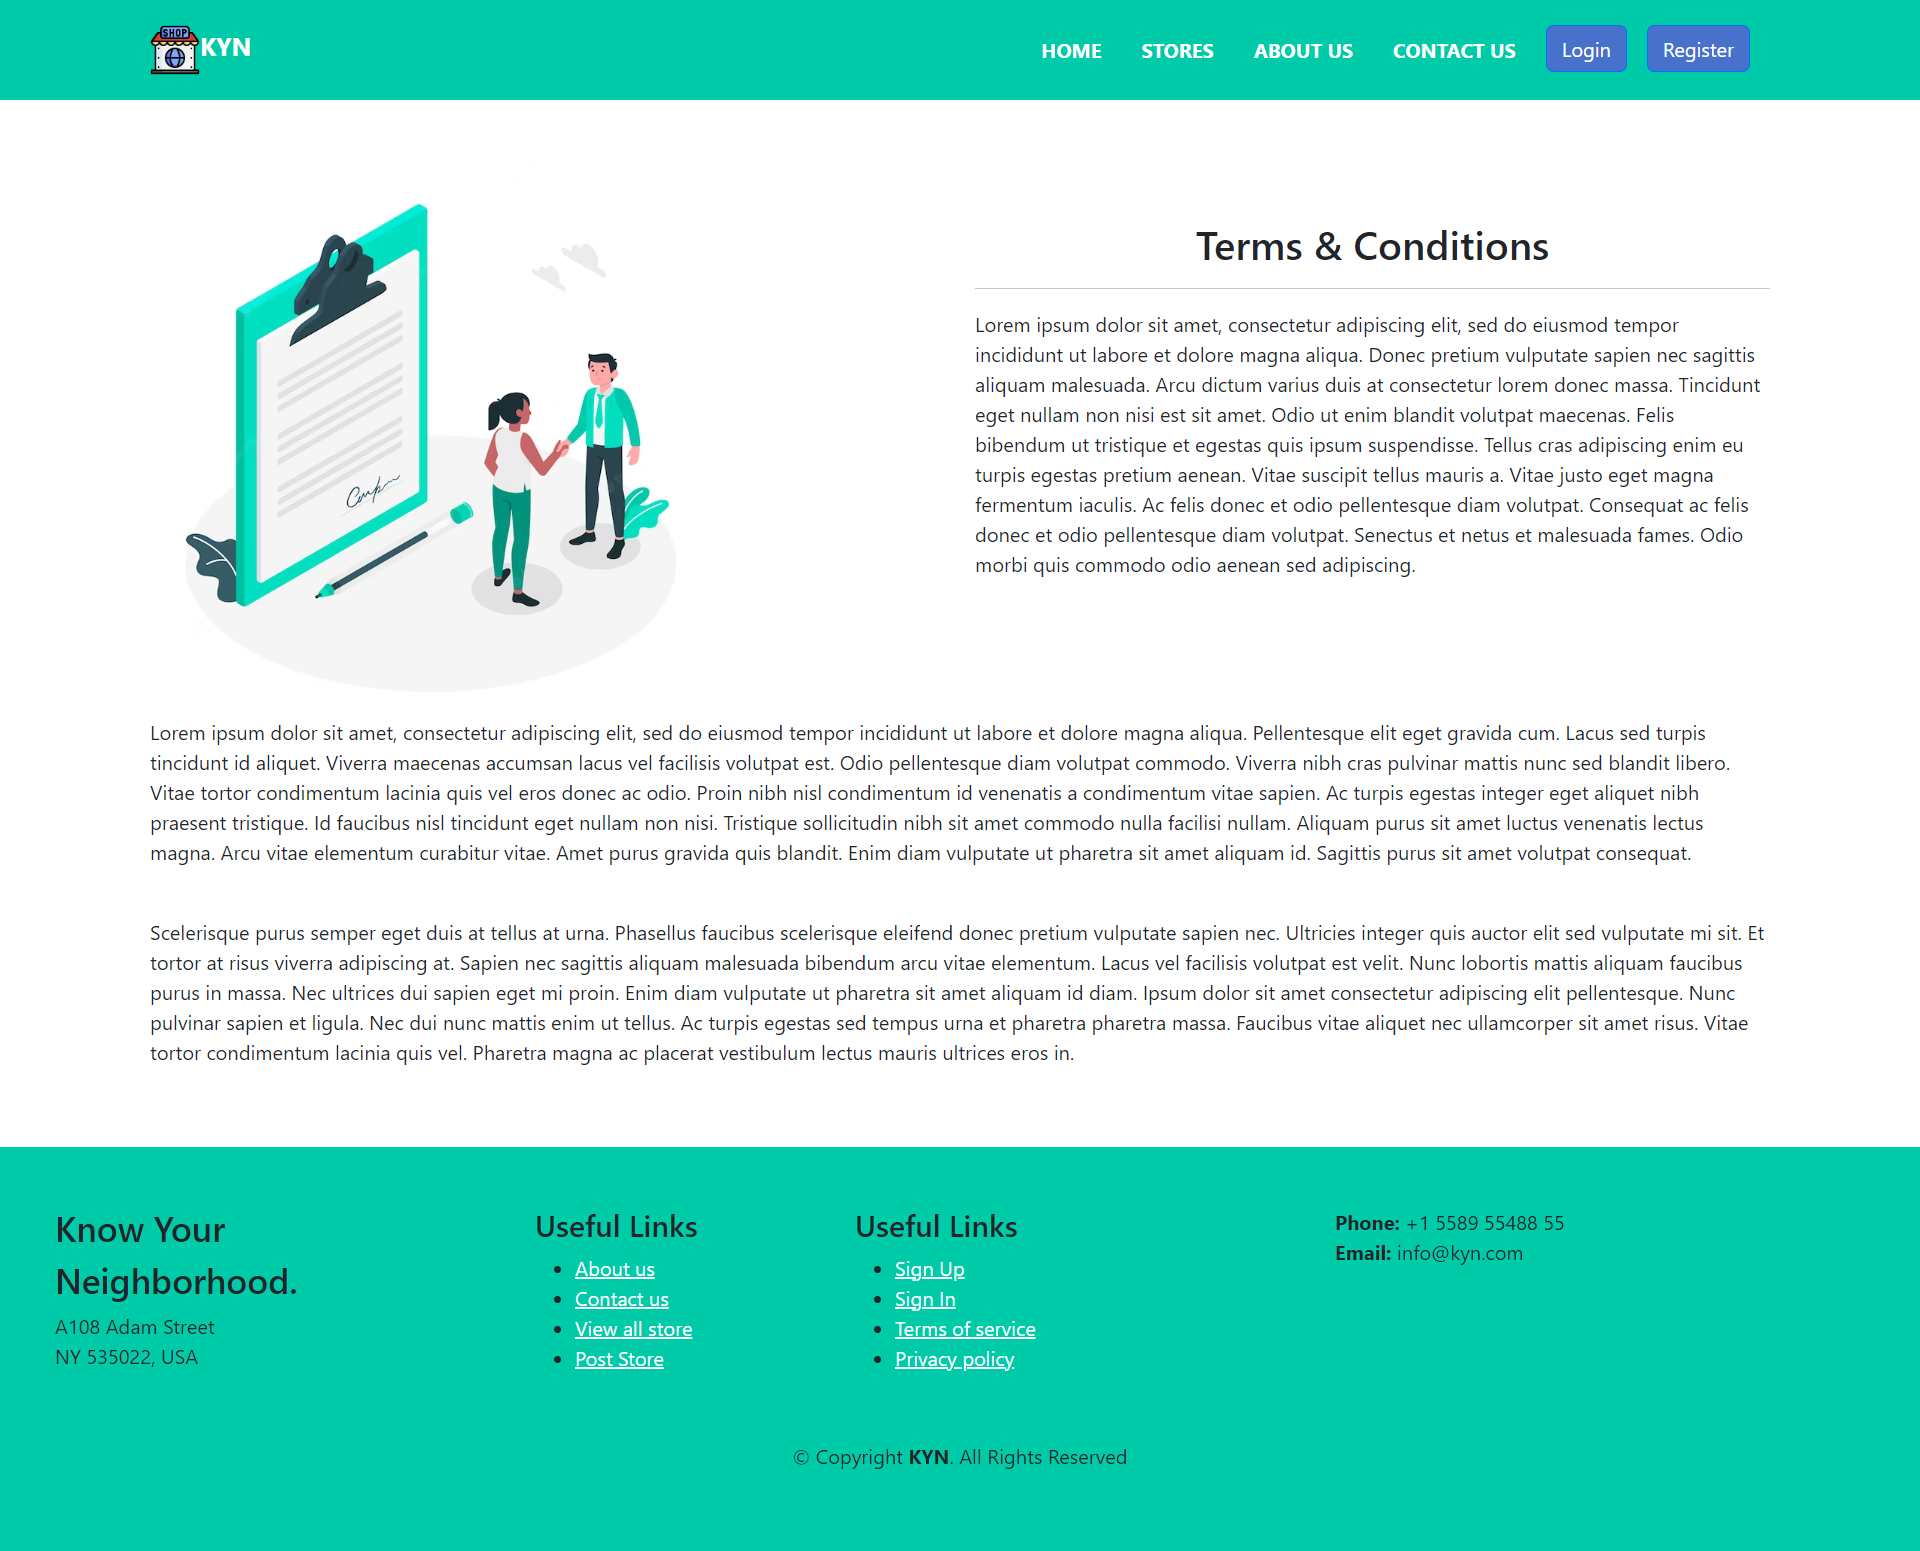 SHOP
KYN
HOME
STORES
ABOUT US
CONTACT US
Login
Register
Terms & Conditions
Lorem ipsum dolor sit amet, consectetur adipiscing elit, sed do eiusmod tempor
incididunt ut labore et dolore magna aliqua. Donec pretium vulputate sapien nec sagittis
aliquam malesuada. Arcu dictum varius duis at consectetur lorem donec massa. Tincidunt
eget nullam non nisi est sit amet. Odio ut enim blandit volutpat maecenas. Felis
bibendum ut tristique et egestas quis ipsum suspendisse. Tellus cras adipiscing enim eu
turpis egestas pretium aenean. Vitae suscipit tellus mauris a. Vitae justo eget magna
fermentum iaculis. Ac felis donec et odio pellentesque diam volutpat. Consequat ac felis
donec et odio pellentesque diam volutpat. Senectus et netus et malesuada fames. Odio
morbi quis commodo odio aenean sed adipiscing.
Lorem ipsum dolor sit amet, consectetur adipiscing elit, sed do eiusmod tempor incididunt ut labore et dolore magna aliqua. Pellentesque elit eget gravida cum. Lacus sed turpis
tincidunt id aliquet. Viverra maecenas accumsan lacus vel facilisis volutpat est. Odio pellentesque diam volutpat commodo. Viverra nibh cras pulvinar mattis nunc sed blandit libero.
Vitae tortor condimentum lacinia quis vel eros donec ac odio. Proin nibh nisl condimentum id venenatis a condimentum vitae sapien. Ac turpis egestas integer eget aliquet nibh
praesent tristique. Id faucibus nisl tincidunt eget nullam non nisi. Tristique sollicitudin nibh sit amet commodo nulla facilisi nullam. Aliquam purus sit amet luctus venenatis lectus
magna. Arcu vitae elementum curabitur vitae. Amet purus gravida quis blandit. Enim diam vulputate ut pharetra sit amet aliquam id. Sagittis purus sit amet volutpat consequat.
Scelerisque purus semper eget duis at tellus at urna. Phasellus faucibus scelerisque eleifend donec pretium vulputate sapien nec. Ultricies integer quis auctor elit sed vulputate mi sit. Et
tortor at risus viverra adipiscing at. Sapien nec sagittis aliquam malesuada bibendum arcu vitae elementum. Lacus vel facilisis volutpat est velit. Nunc lobortis mattis aliquam faucibus
purus in massa. Nec ultrices dui sapien eget mi proin. Enim diam vulputate ut pharetra sit amet aliquam id diam. Ipsum dolor sit amet consectetur adipiscing elit pellentesque. Nunc
pulvinar sapien et ligula. Nec dui nunc mattis enim ut tellus. Ac turpis egestas sed tempus urna et pharetra pharetra massa. Faucibus vitae aliquet nec ullamcorper sit amet risus. Vitae
tortor condimentum lacinia quis vel. Pharetra magna ac placerat vestibulum lectus mauris ultrices eros in.
Know Your
Neighborhood.
A108 Adam Street
NY 535022, USA
Useful Links
About us
Contact us
View all store
Post Store
Useful Links
Sign Up
Sign In
Terms of service
Privacy policy
Phone: +1 5589 55488 55
Email: info@kyn.com
© Copyright KYN. All Rights Reserved